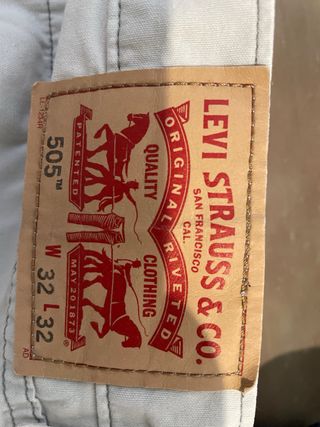 LEVI STRAUSS & CO.
SAN FRANCISCO
CAL.
ORIGINAL RIVETED
QUALITY CLOTHING
PATENTED MAY 20 1873
505™ W 32 L 32